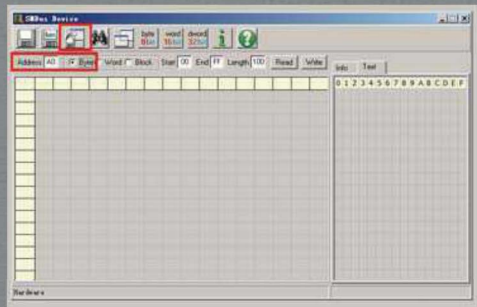 SMBus Device
byte word dword
8bit 16bit 32bit
Address A0 Byte Word Block Start 00 End FF Length 100 Read Write
Info Text
0 1 2 3 4 5 6 7 8 9 A B C D E F
Hardware